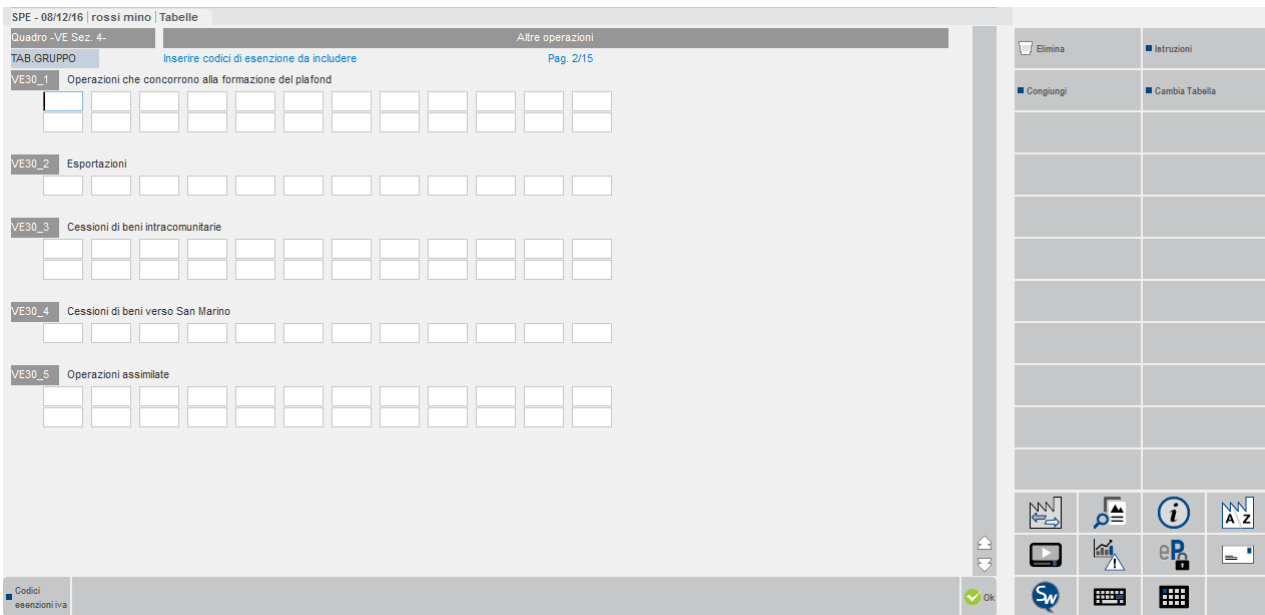 SPE - 08/12/16 | rossi mino | Tabelle
Quadro -VE Sez. 4-
Altre operazioni
TAB.GRUPPO
Inserire codici di esenzione da includere
Pag. 2/15
VE30_1 Operazioni che concorrono alla formazione del plafond
VE30_2 Esportazioni
VE30_3 Cessioni di beni intracomunitarie
VE30_4 Cessioni di beni verso San Marino
VE30_5 Operazioni assimilate
Codici
esenzioni iva
Ok
Elimina
Istruzioni
Congiungi
Cambia Tabella
i
A Z
eP
Sw